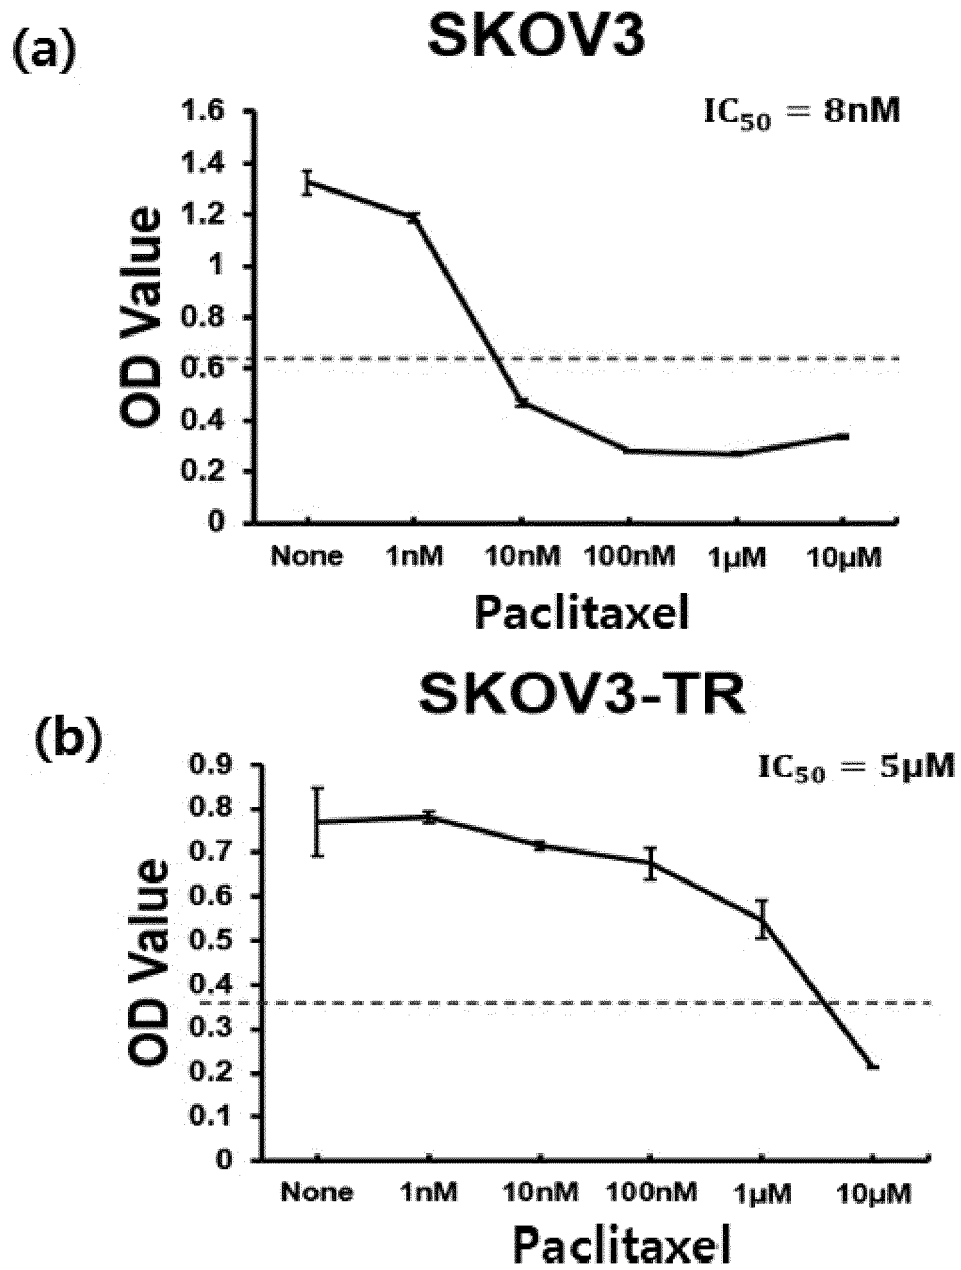 (a)
SKOV3
IC50 = 8nM
OD Value
1.6
1.4
1.2
1
0.8
0.6
0.4
0.2
0
None 1nM 10nM 100nM 1µM 10µM
Paclitaxel
(b)
SKOV3-TR
IC50 = 5µM
OD Value
0.9
0.8
0.7
0.6
0.5
0.4
0.3
0.2
0.1
0
None 1nM 10nM 100nM 1µM 10µM
Paclitaxel